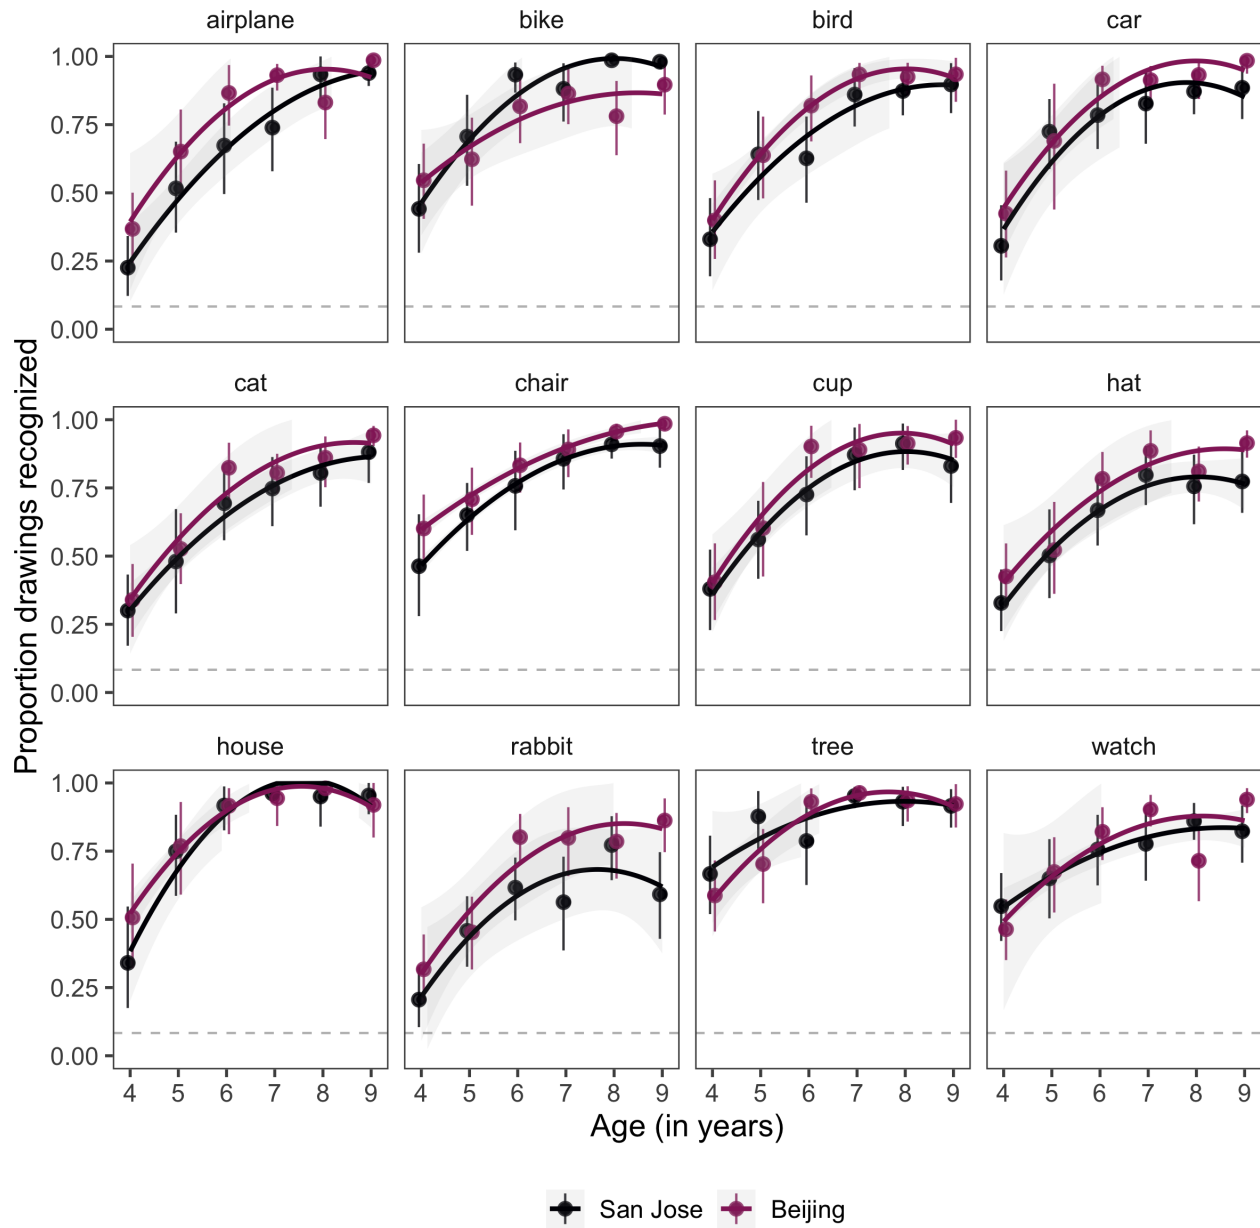 airplane bike bird car
1.00
0.75
0.50
0.25
0.00
cat chair cup hat
1.00
0.75
0.50
0.25
0.00
Proportion drawings recognized
house rabbit tree watch
1.00
0.75
0.50
0.25
0.00
4 5 6 7 8 9 4 5 6 7 8 9 4 5 6 7 8 9 4 5 6 7 8 9
Age (in years)
San Jose Beijing